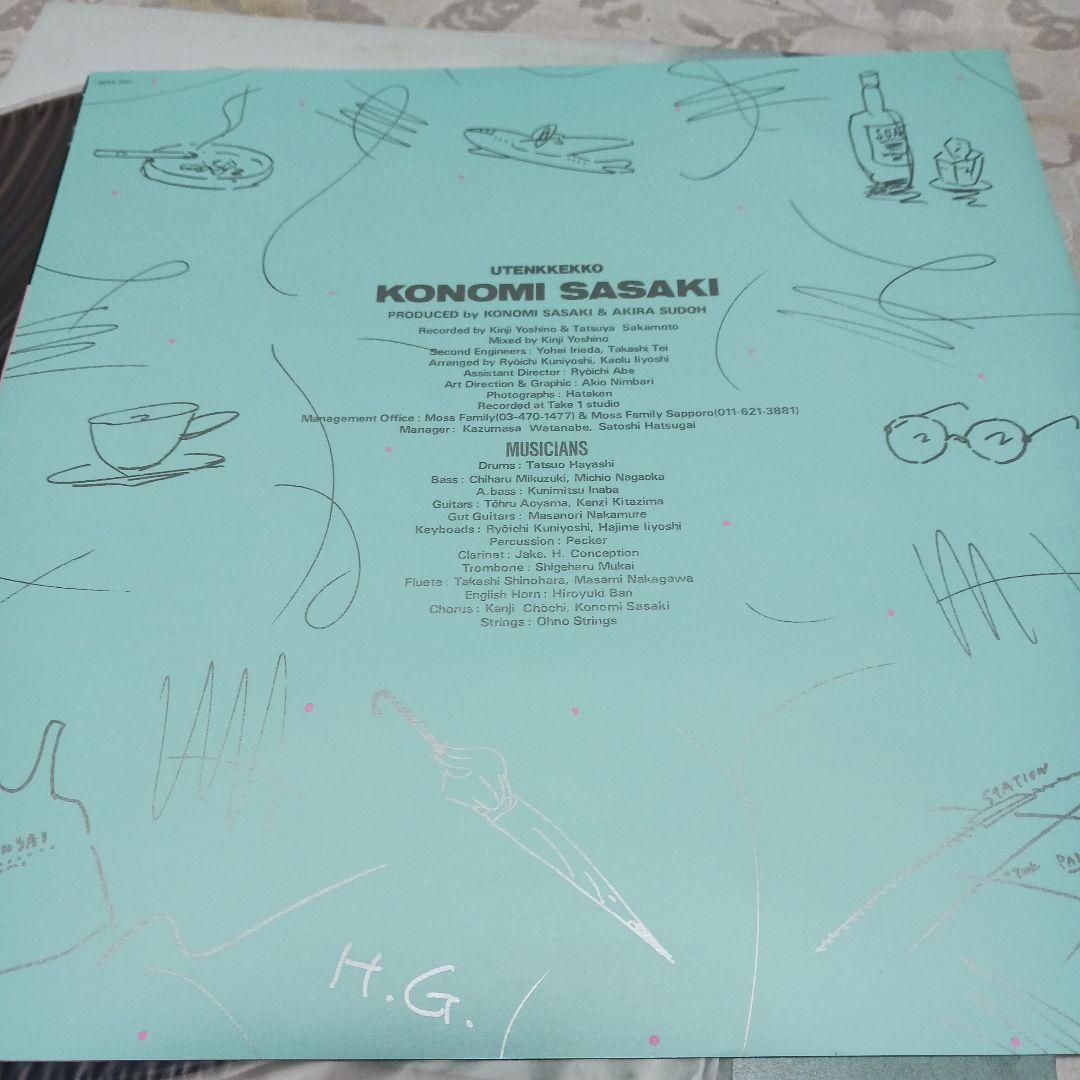 SODA
UTENKKEKKO
KONOMI SASAKI
PRODUCED by KONOMI SASAKI & AKIRA SUDOH
Recorded by Kinji Yoshino & Tatsuya Sakamoto
Mixed by Kinji Yoshino
Second Engineers : Yohei Irieda, Takashi Tei
Arranged by Ryōichi Kuniyoshi, Kaolu Iiyoshi
Assistant Director : Ryōichi Abe
Art Direction & Graphic : Akio Nimbari
Photographs : Hataken
Recorded at Take 1 studio
Management Office : Moss Family(03-470-1477) & Moss Family Sapporo(011-621-3881)
Manager : Kazumasa Watanabe, Satoshi Hatsugai
MUSICIANS
Drums : Tatsuo Hayashi
Bass : Chiharu Mikuzuki, Michio Nagaoka
A.bass : Kunimitsu Inaba
Guitars : Tōhru Aoyama, Kenzi Kitazima
Gut Guitars : Masanori Nakamure
Keyboads : Ryōichi Kuniyoshi, Hajime Iiyoshi
Percussion : Pecker
Clarinet : Jake. H. Conception
Trombone : Shigeharu Mukai
Fluete : Takeshi Shinohara, Masami Nakagawa
English Horn : Hiroyuki Ban
Chorus : Kanji Chōchi, Konomi Sasaki
Strings : Ohno Strings
STATION
NSAI
H.G.